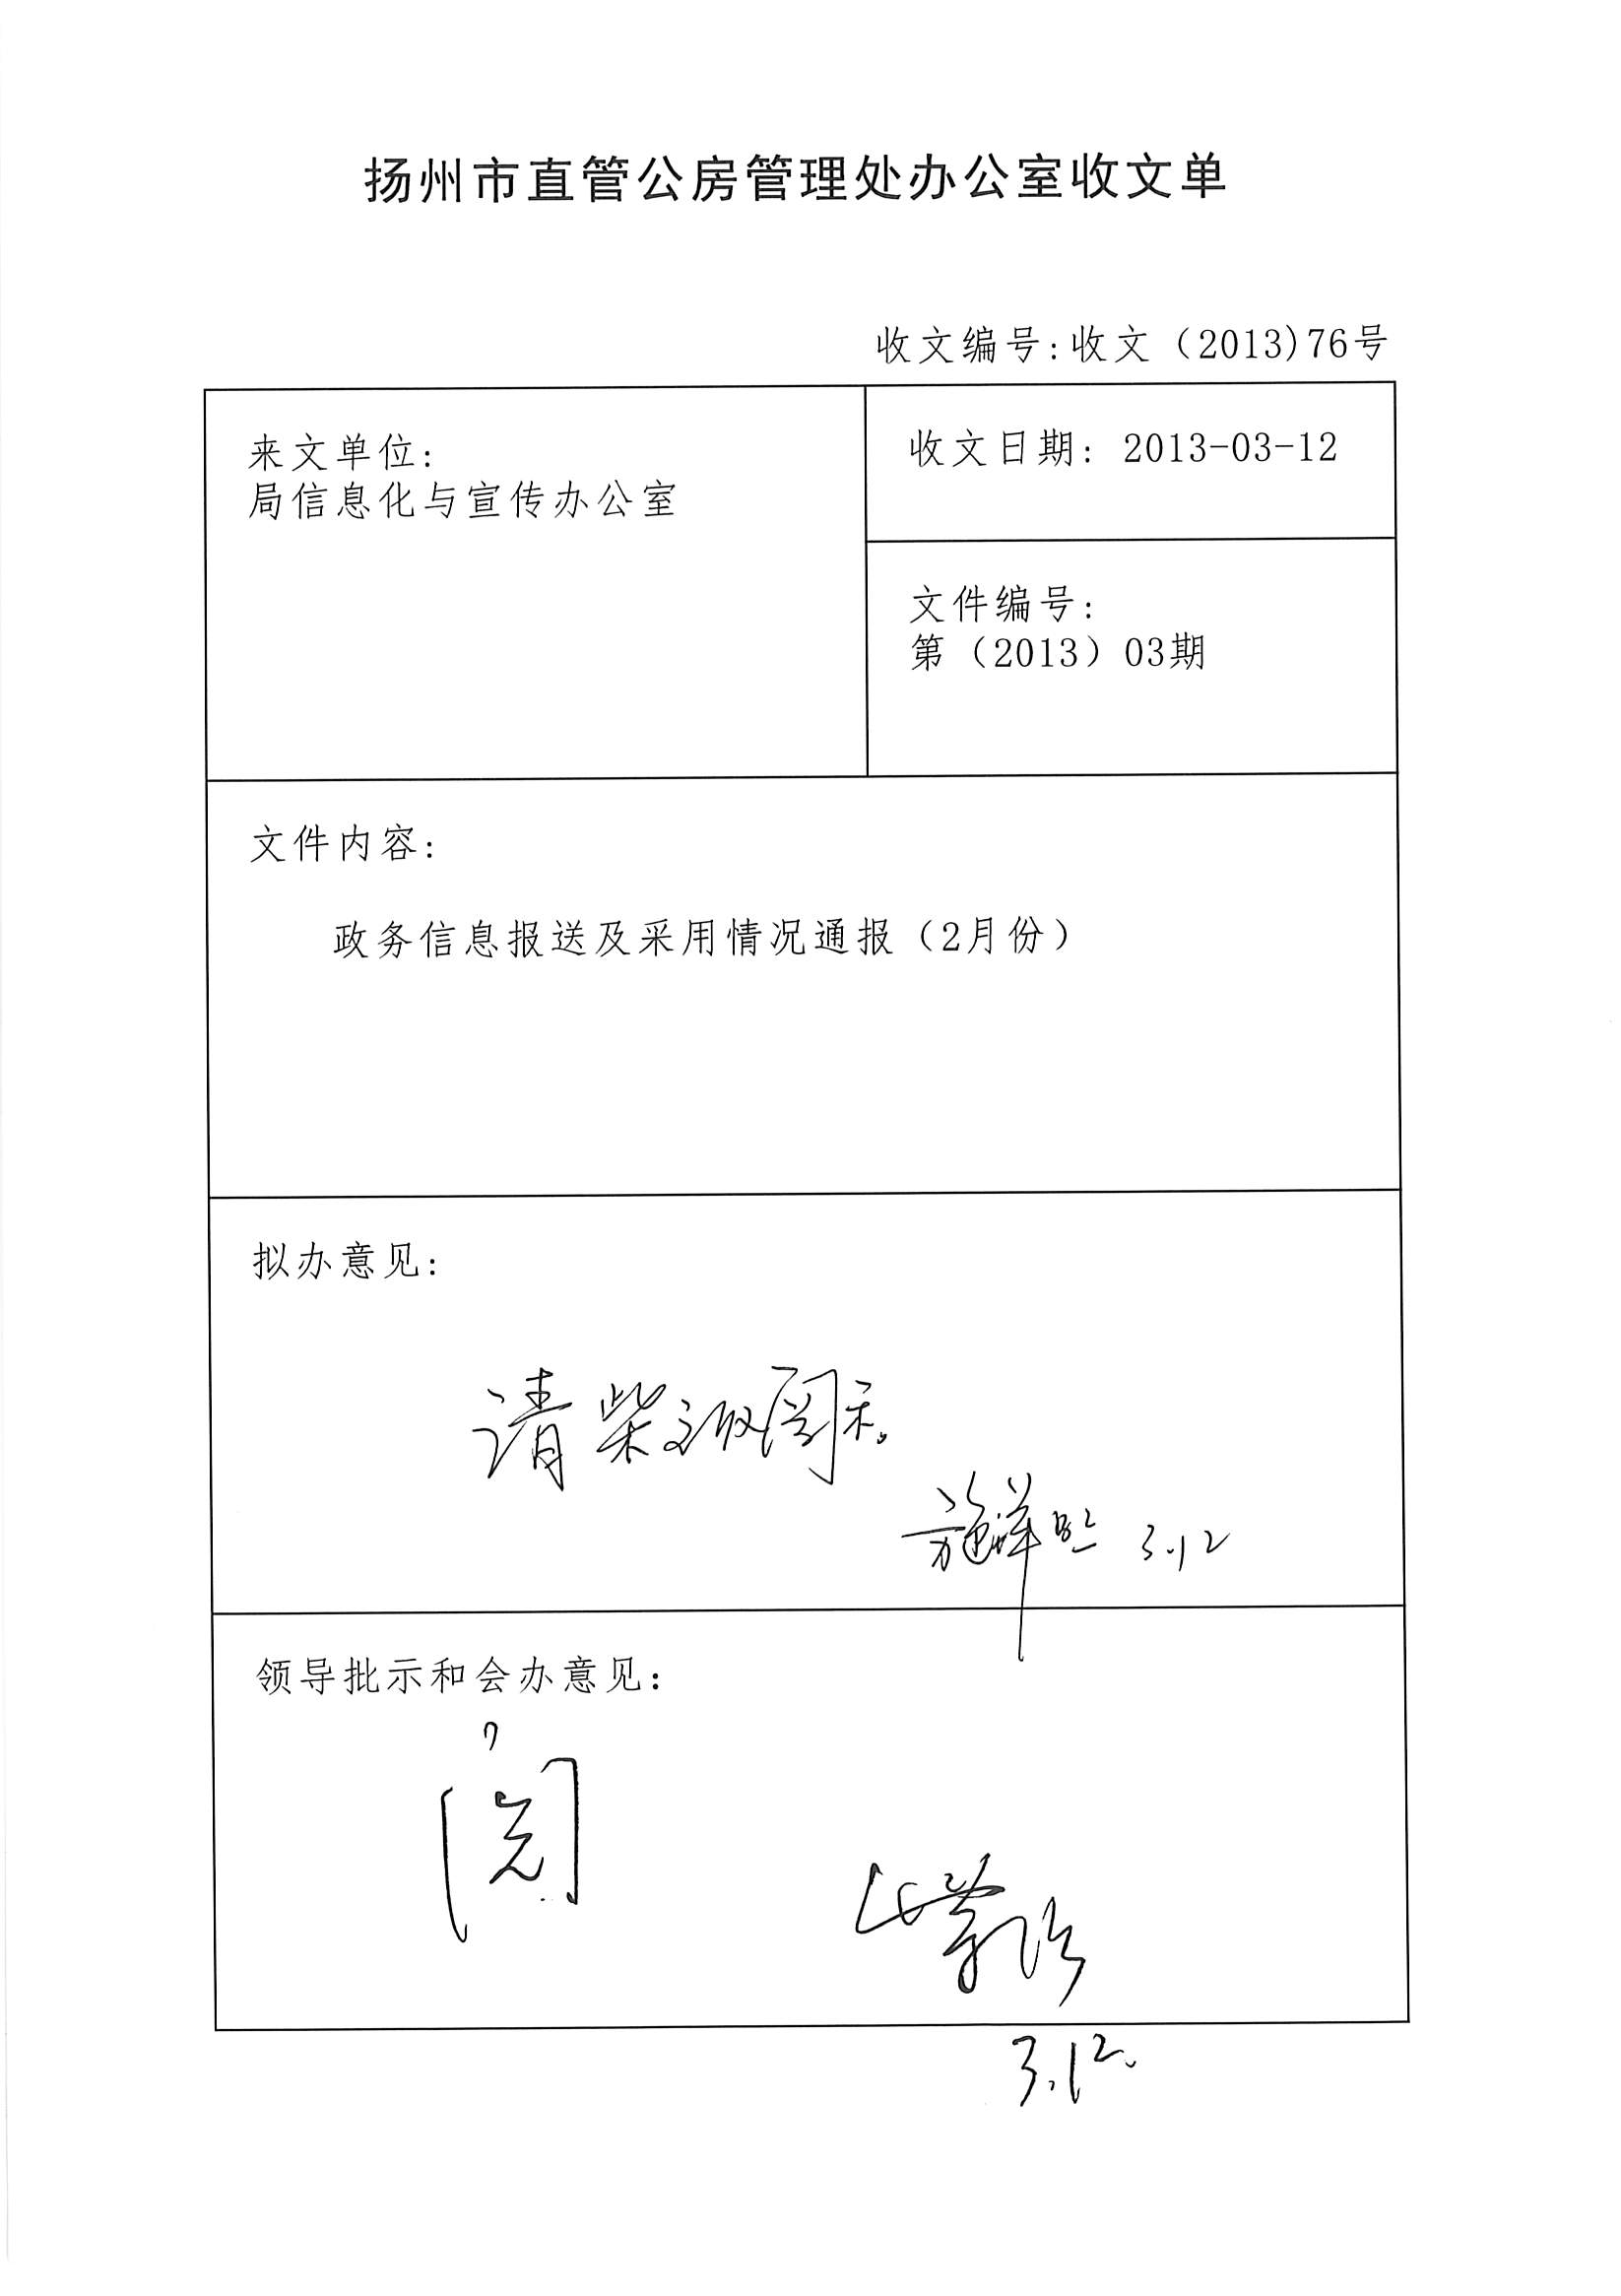 扬州市直管公房管理处办公室收文单
收文编号:收文（2013)76号
来文单位:
局信息化与宣传办公室
收文日期: 2013-03-12
文件编号:
第（2013）03期
文件内容:
政务信息报送及采用情况通报（2月份）
拟办意见:
请柴 阅示。
施 3.12
领导批示和会办意见:
阅
3.12.